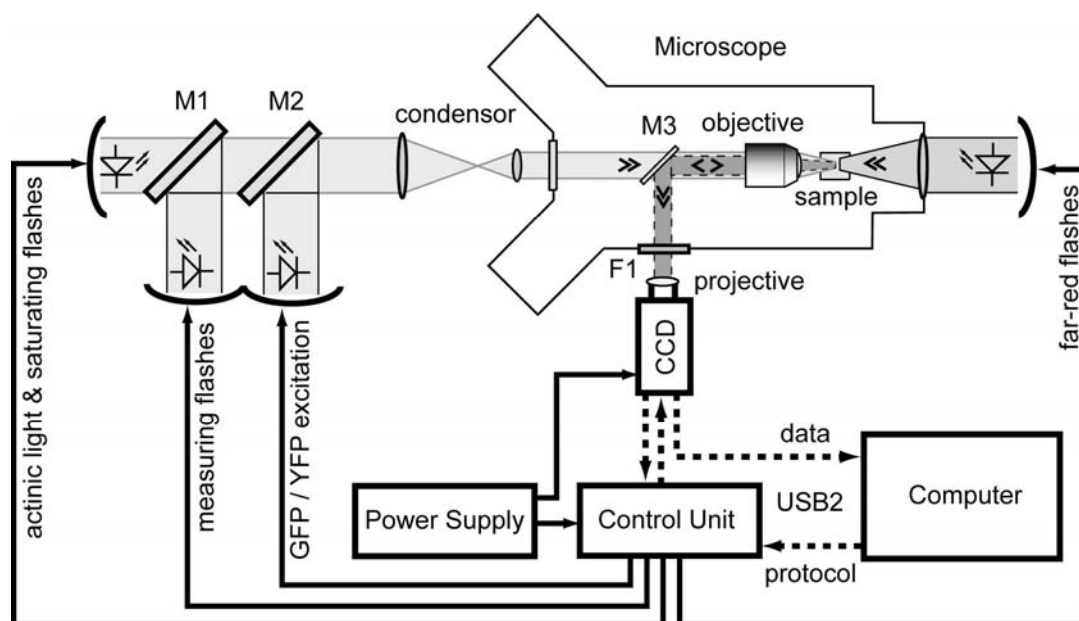 Microscope
M1
M2
condensor
M3
objective
sample
F1
projective
CCD
actinic light & saturating flashes
measuring flashes
GFP / YFP excitation
far-red flashes
data
USB2
protocol
Power Supply
Control Unit
Computer